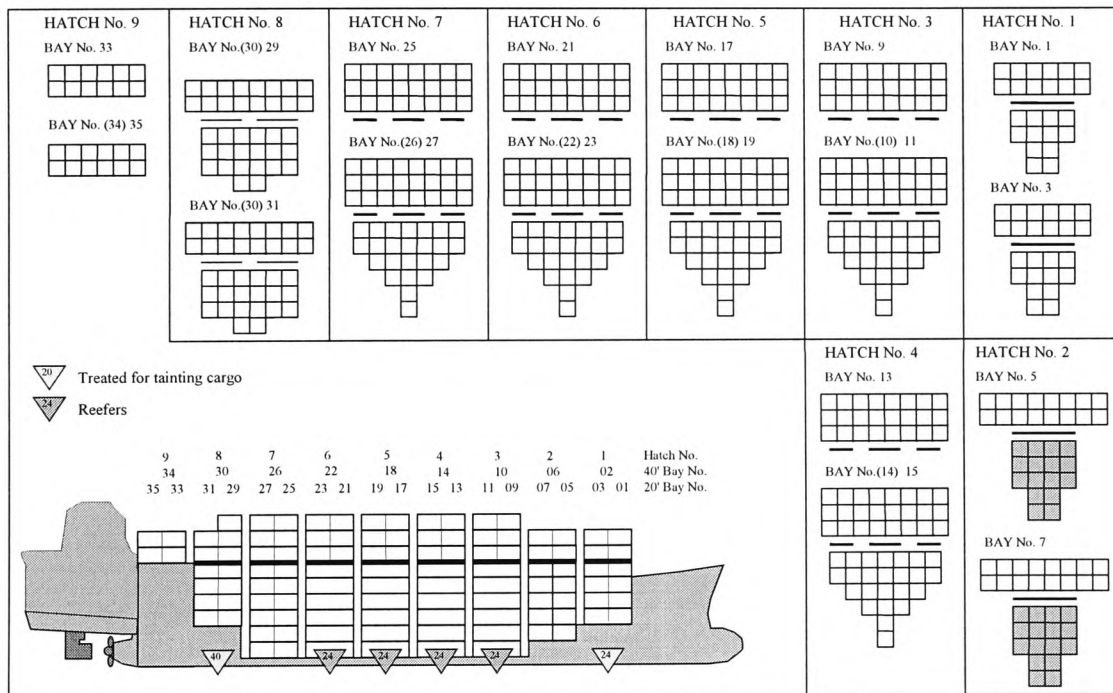 HATCH No. 9
BAY No. 33
BAY No. (34) 35
HATCH No. 8
BAY No.(30) 29
BAY No.(30) 31
HATCH No. 7
BAY No. 25
BAY No.(26) 27
HATCH No. 6
BAY No. 21
BAY No.(22) 23
HATCH No. 5
BAY No. 17
BAY No.(18) 19
HATCH No. 3
BAY No. 9
BAY No.(10) 11
HATCH No. 1
BAY No. 1
BAY No. 3
HATCH No. 4
BAY No. 13
BAY No.(14) 15
HATCH No. 2
BAY No. 5
BAY No. 7
20 Treated for tainting cargo
24 Reefers
9 8 7 6 5 4 3 2 1 Hatch No.
34 30 26 22 18 14 10 06 02 40' Bay No.
35 33 31 29 27 25 23 21 19 17 15 13 11 09 07 05 03 01 20' Bay No.
40 24 24 24 24 24